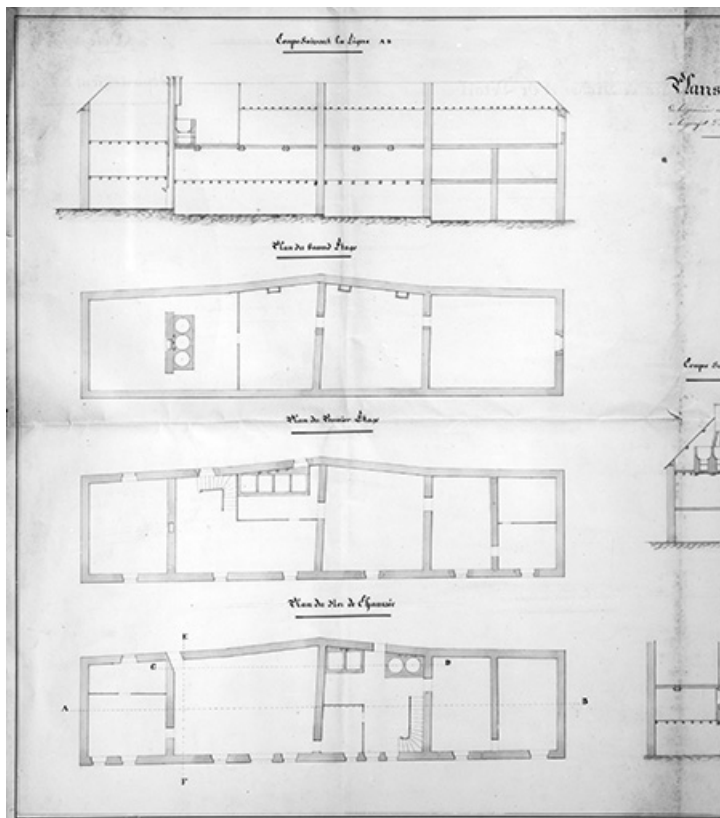 Coupe Suivant la Ligne AB
Plans
Plan du Second Étage
Coupe
Plan du Premier Étage
Plan du Rez de Chaussée
E
C
D
A
B
F